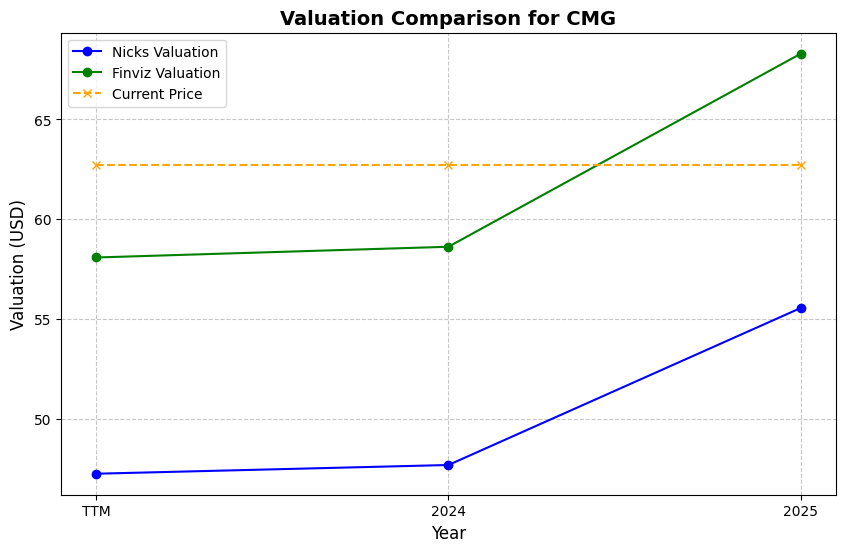 Valuation Comparison for CMG
Nicks Valuation
Finviz Valuation
Current Price
Valuation (USD)
65
60
55
50
TTM
2024
2025
Year